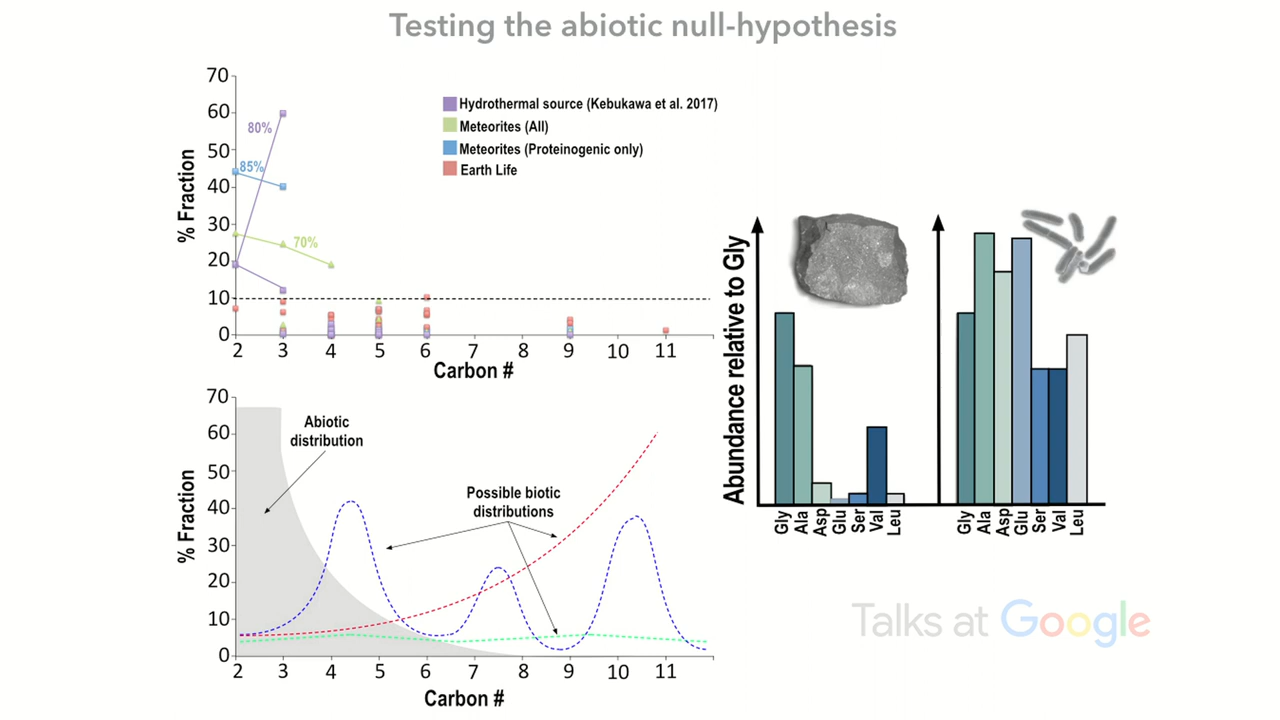 Testing the abiotic null-hypothesis
70
60
50
40
30
20
10
0
% Fraction
80%
85%
70%
Hydrothermal source (Kebukawa et al. 2017)
Meteorites (All)
Meteorites (Proteinogenic only)
Earth Life
2 3 4 5 6 7 8 9 10 11
Carbon #
70
60
50
40
30
20
10
0
% Fraction
Abiotic
distribution
Possible biotic
distributions
2 3 4 5 6 7 8 9 10 11
Carbon #
Abundance relative to Gly
Gly Ala Asp Glu Ser Val Leu
Gly Ala Asp Glu Ser Val Leu
Talks at Google